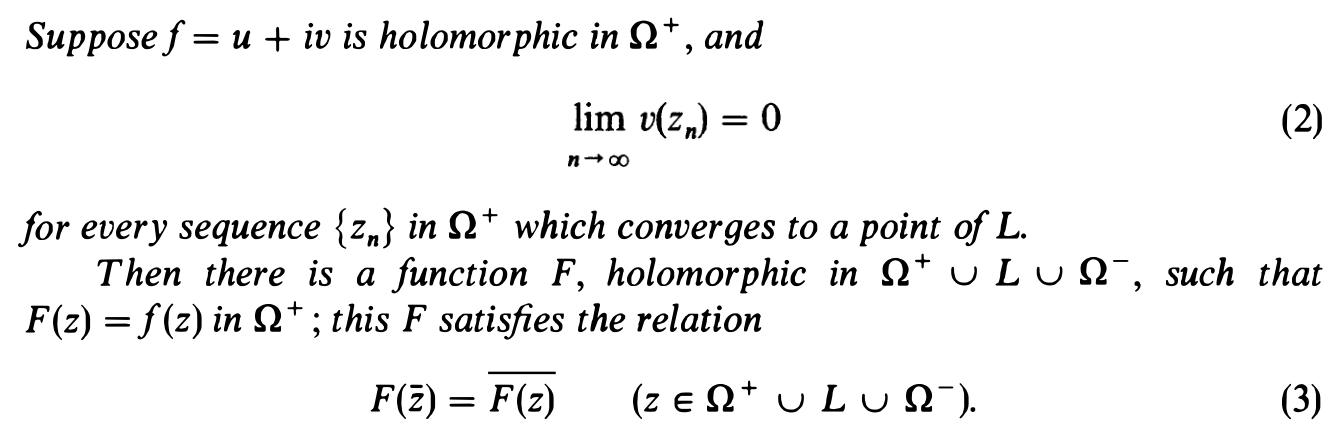 Suppose f = u + iv is holomorphic in Ω⁺, and
lim v(zₙ) = 0 (2)
n→∞
for every sequence {zₙ} in Ω⁺ which converges to a point of L.
Then there is a function F, holomorphic in Ω⁺ ∪ L ∪ Ω⁻, such that
F(z) = f(z) in Ω⁺; this F satisfies the relation
F(z̄) = \overline{F(z)} (z ∈ Ω⁺ ∪ L ∪ Ω⁻). (3)